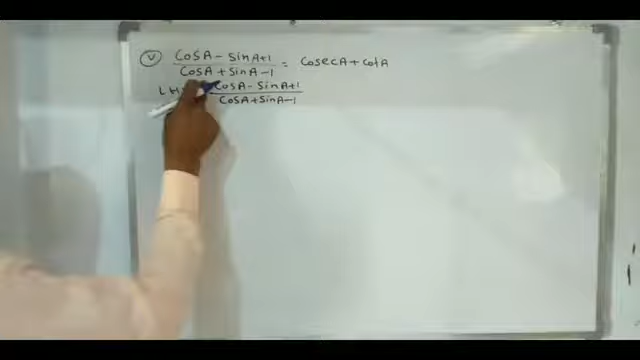 (v) CosA - sinA+1 / CosA + sinA - 1 = CosecA + CotA
LH CosA - SinA+1 / CosA+SinA-1